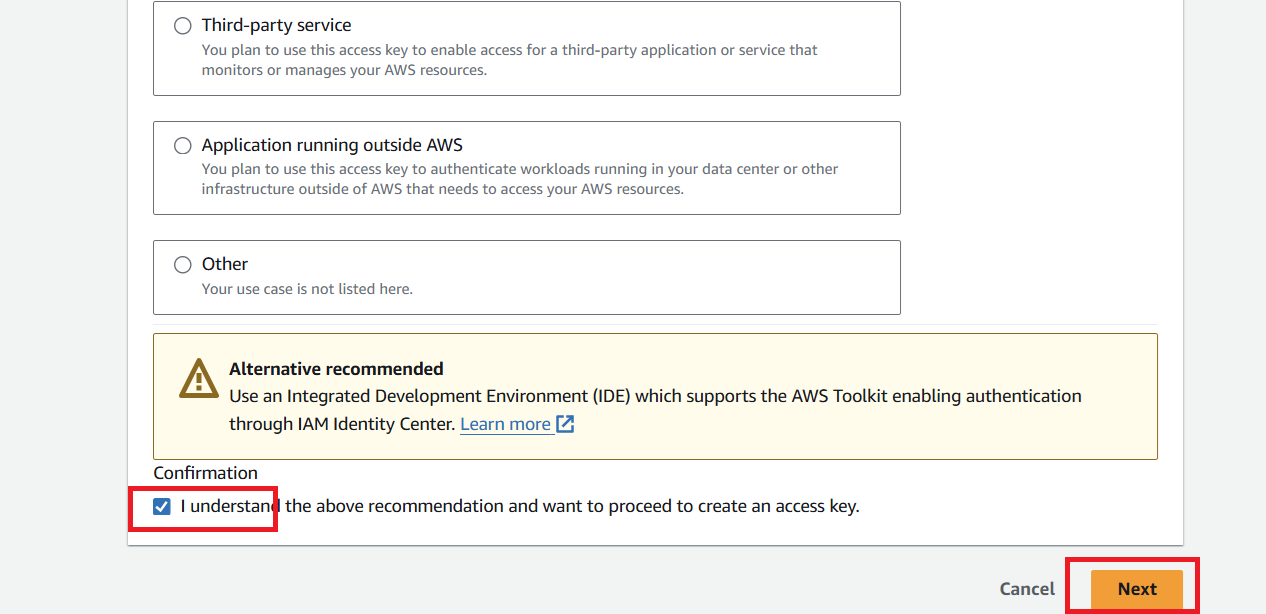 Third-party service
You plan to use this access key to enable access for a third-party application or service that
monitors or manages your AWS resources.
Application running outside AWS
You plan to use this access key to authenticate workloads running in your data center or other
infrastructure outside of AWS that needs to access your AWS resources.
Other
Your use case is not listed here.
Alternative recommended
Use an Integrated Development Environment (IDE) which supports the AWS Toolkit enabling authentication
through IAM Identity Center. Learn more
Confirmation
I understand the above recommendation and want to proceed to create an access key.
Cancel Next